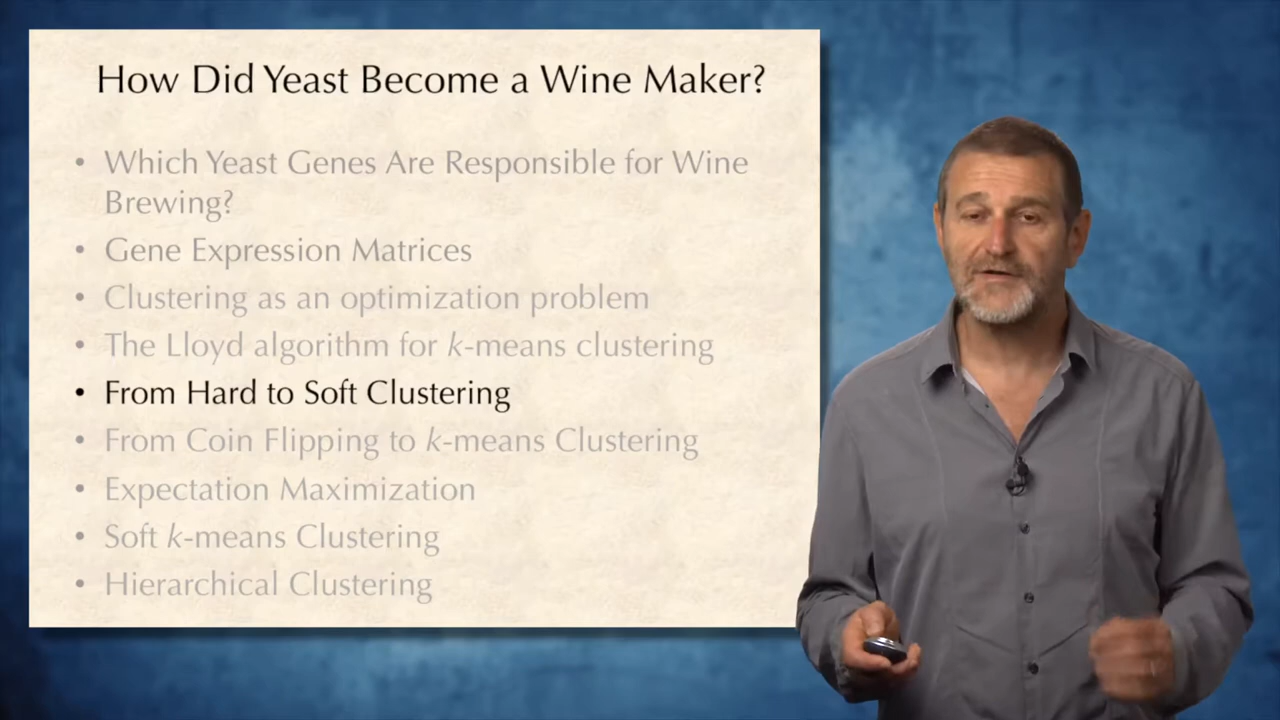 How Did Yeast Become a Wine Maker?
• Which Yeast Genes Are Responsible for Wine
Brewing?
• Gene Expression Matrices
• Clustering as an optimization problem
• The Lloyd algorithm for k-means clustering
• From Hard to Soft Clustering
• From Coin Flipping to k-means Clustering
• Expectation Maximization
• Soft k-means Clustering
• Hierarchical Clustering